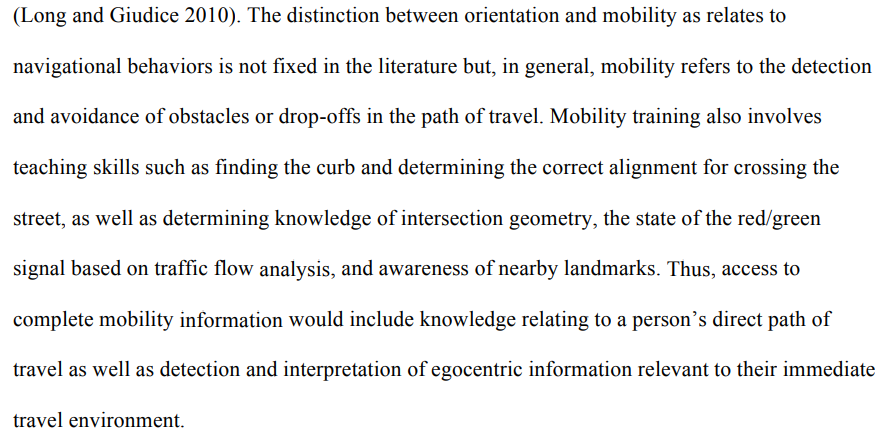 (Long and Giudice 2010). The distinction between orientation and mobility as relates to
navigational behaviors is not fixed in the literature but, in general, mobility refers to the detection
and avoidance of obstacles or drop-offs in the path of travel. Mobility training also involves
teaching skills such as finding the curb and determining the correct alignment for crossing the
street, as well as determining knowledge of intersection geometry, the state of the red/green
signal based on traffic flow analysis, and awareness of nearby landmarks. Thus, access to
complete mobility information would include knowledge relating to a person’s direct path of
travel as well as detection and interpretation of egocentric information relevant to their immediate
travel environment.